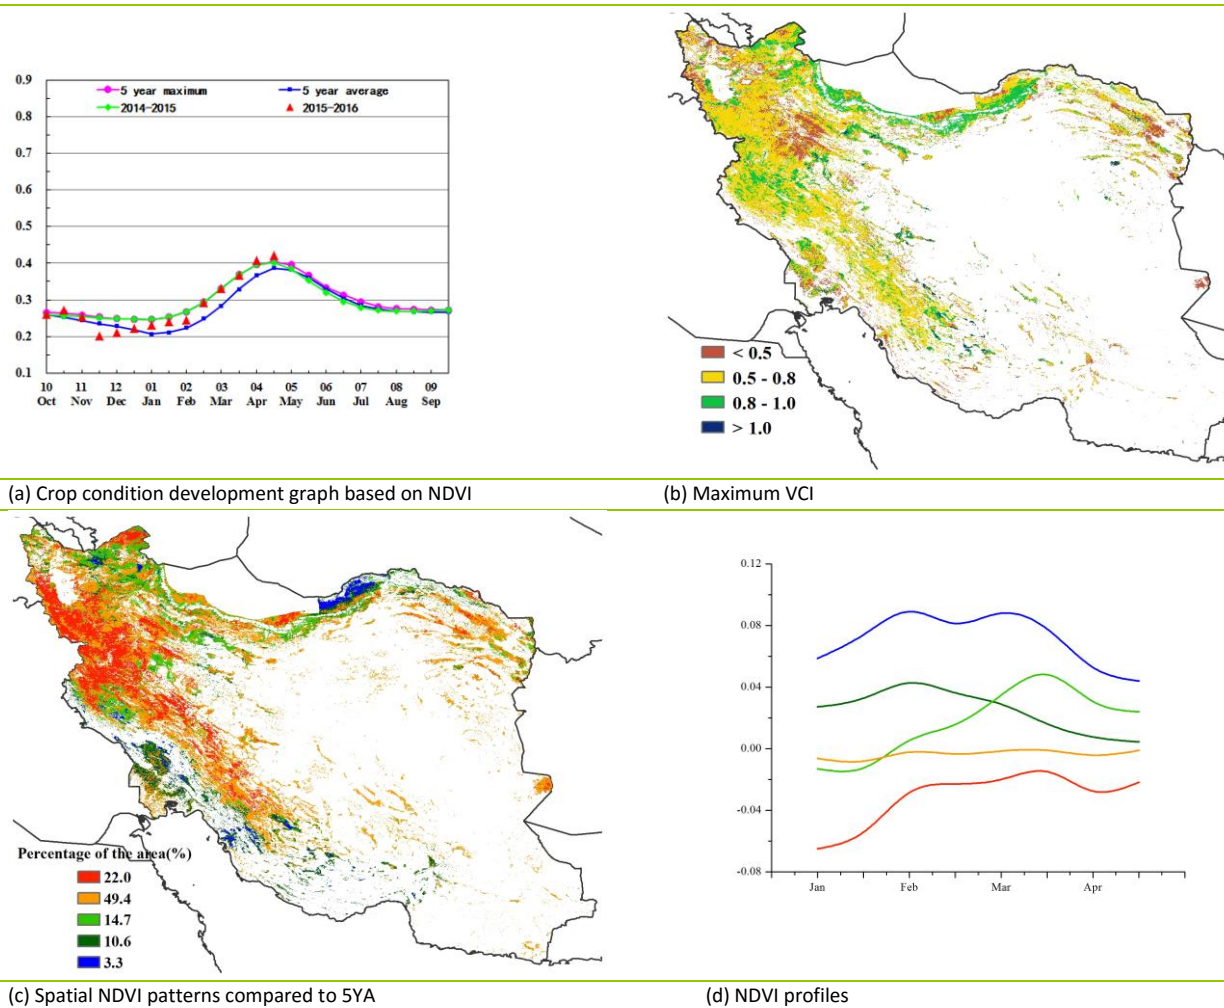 0.9
0.8
0.7
0.6
0.5
0.4
0.3
0.2
0.1
5 year maximum 5 year average
2014-2015 2015-2016
10 11 12 01 02 03 04 05 06 07 08 09
Oct Nov Dec Jan Feb Mar Apr May Jun Jul Aug Sep
< 0.5
0.5 - 0.8
0.8 - 1.0
> 1.0
(a) Crop condition development graph based on NDVI (b) Maximum VCI
Percentage of the area(%)
22.0
49.4
14.7
10.6
3.3
0.12
0.08
0.04
0.00
-0.04
-0.08
Jan Feb Mar Apr
(c) Spatial NDVI patterns compared to 5YA (d) NDVI profiles